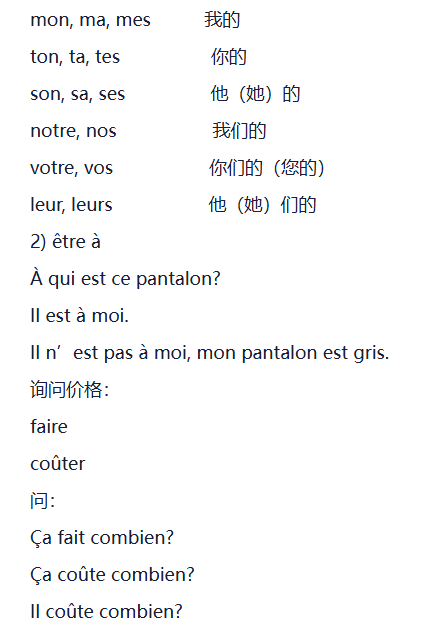 mon, ma, mes 我的
ton, ta, tes 你的
son, sa, ses 他（她）的
notre, nos 我们的
votre, vos 你们的（您的）
leur, leurs 他（她）们的
2) être à
À qui est ce pantalon?
Il est à moi.
Il n’est pas à moi, mon pantalon est gris.
询问价格：
faire
coûter
问：
Ça fait combien?
Ça coûte combien?
Il coûte combien?